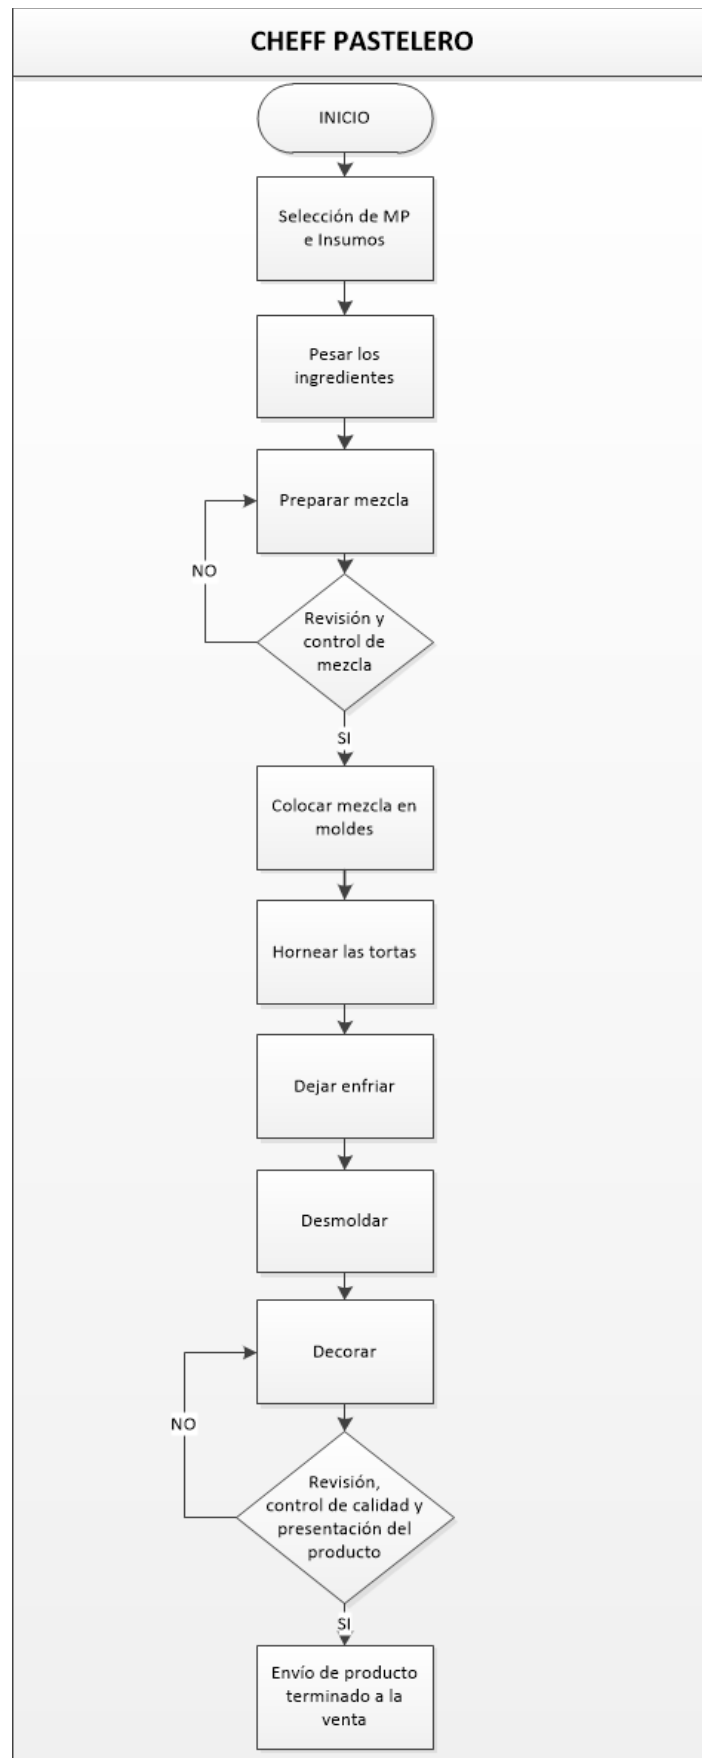 CHEFF PASTELERO
INICIO
Selección de MP
e Insumos
Pesar los
ingredientes
Preparar mezcla
NO
Revisión y
control de
mezcla
SI
Colocar mezcla en
moldes
Hornear las tortas
Dejar enfriar
Desmoldar
Decorar
NO
Revisión,
control de calidad y
presentación del
producto
SI
Envío de producto
terminado a la
venta